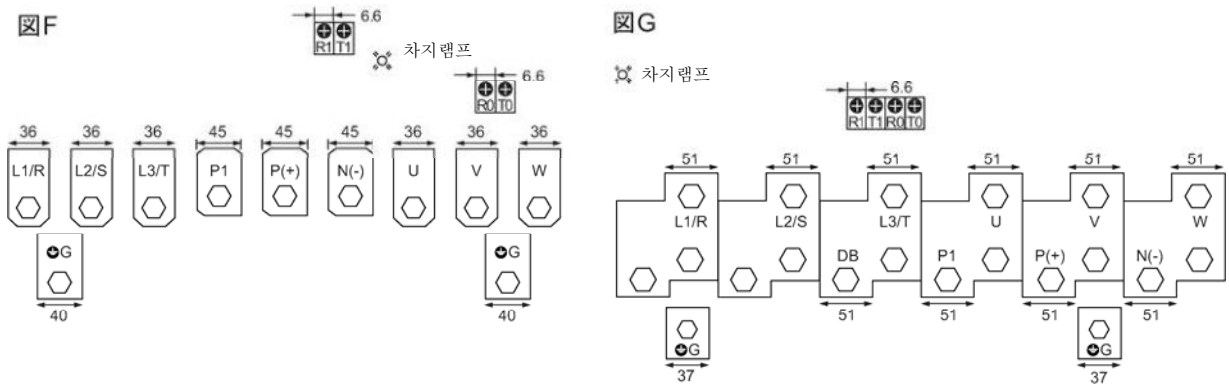 図F
6.6
R1 T1
차지램프
6.6
R0 T0
36 36 36 45 45 45 36 36 36
L1/R L2/S L3/T P1 P(+) N(-) U V W
G G
40 40
図G
차지램프
6.6
R1 T1 R0 T0
51 51 51 51 51 51
L1/R L2/S L3/T U V W
DB P1 P(+) N(-)
51 51 51 51
G G
37 37